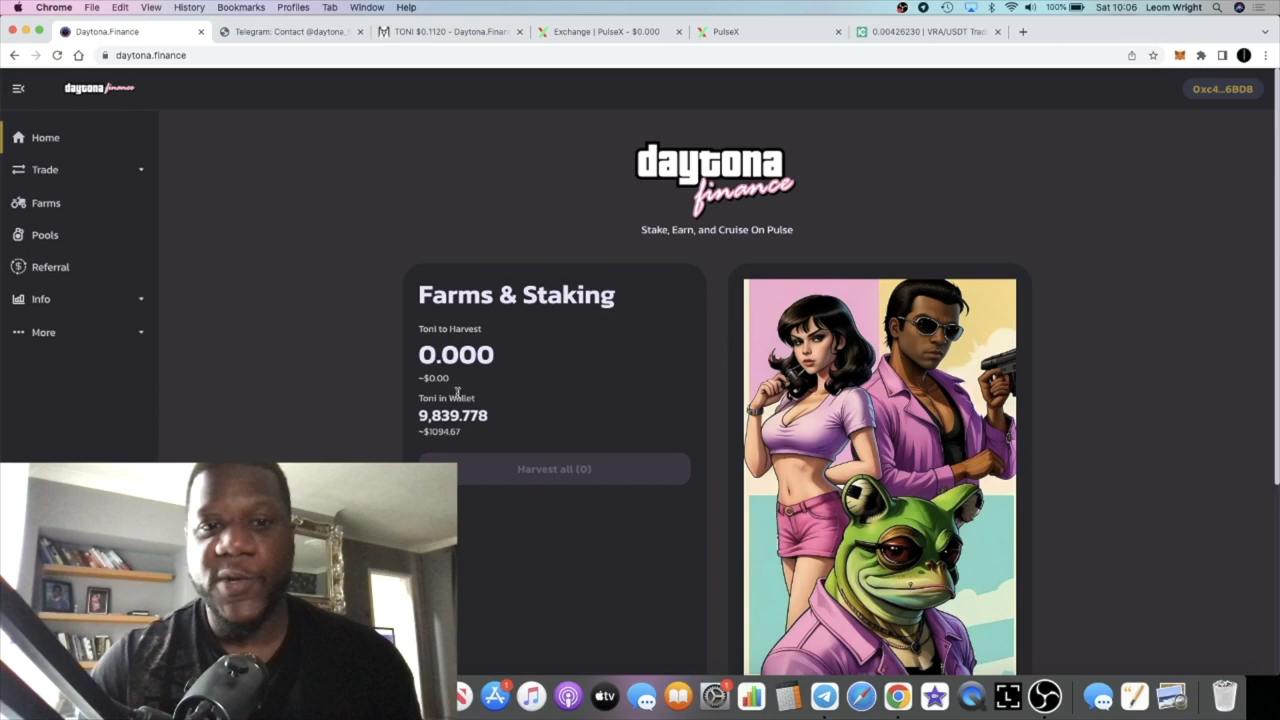 Chrome File Edit View History Bookmarks Profiles Tab Window Help 100% Sat 10:06 Leom Wright
Daytona.Finance
Telegram: Contact @daytona_
TONI $0.1120 - Daytona.Finan
Exchange | PulseX - $0.000
PulseX
0.00426230 | VRA/USDT Trad
daytona.finance
daytona finance
0xc4...6BD8
Home
Trade
Farms
Pools
Referral
Info
More
daytona
finance
Stake, Earn, and Cruise On Pulse
Farms & Staking
Toni to Harvest
0.000
~$0.00
Toni in Wallet
9,839.778
~$1094.67
Harvest all (0)
tv